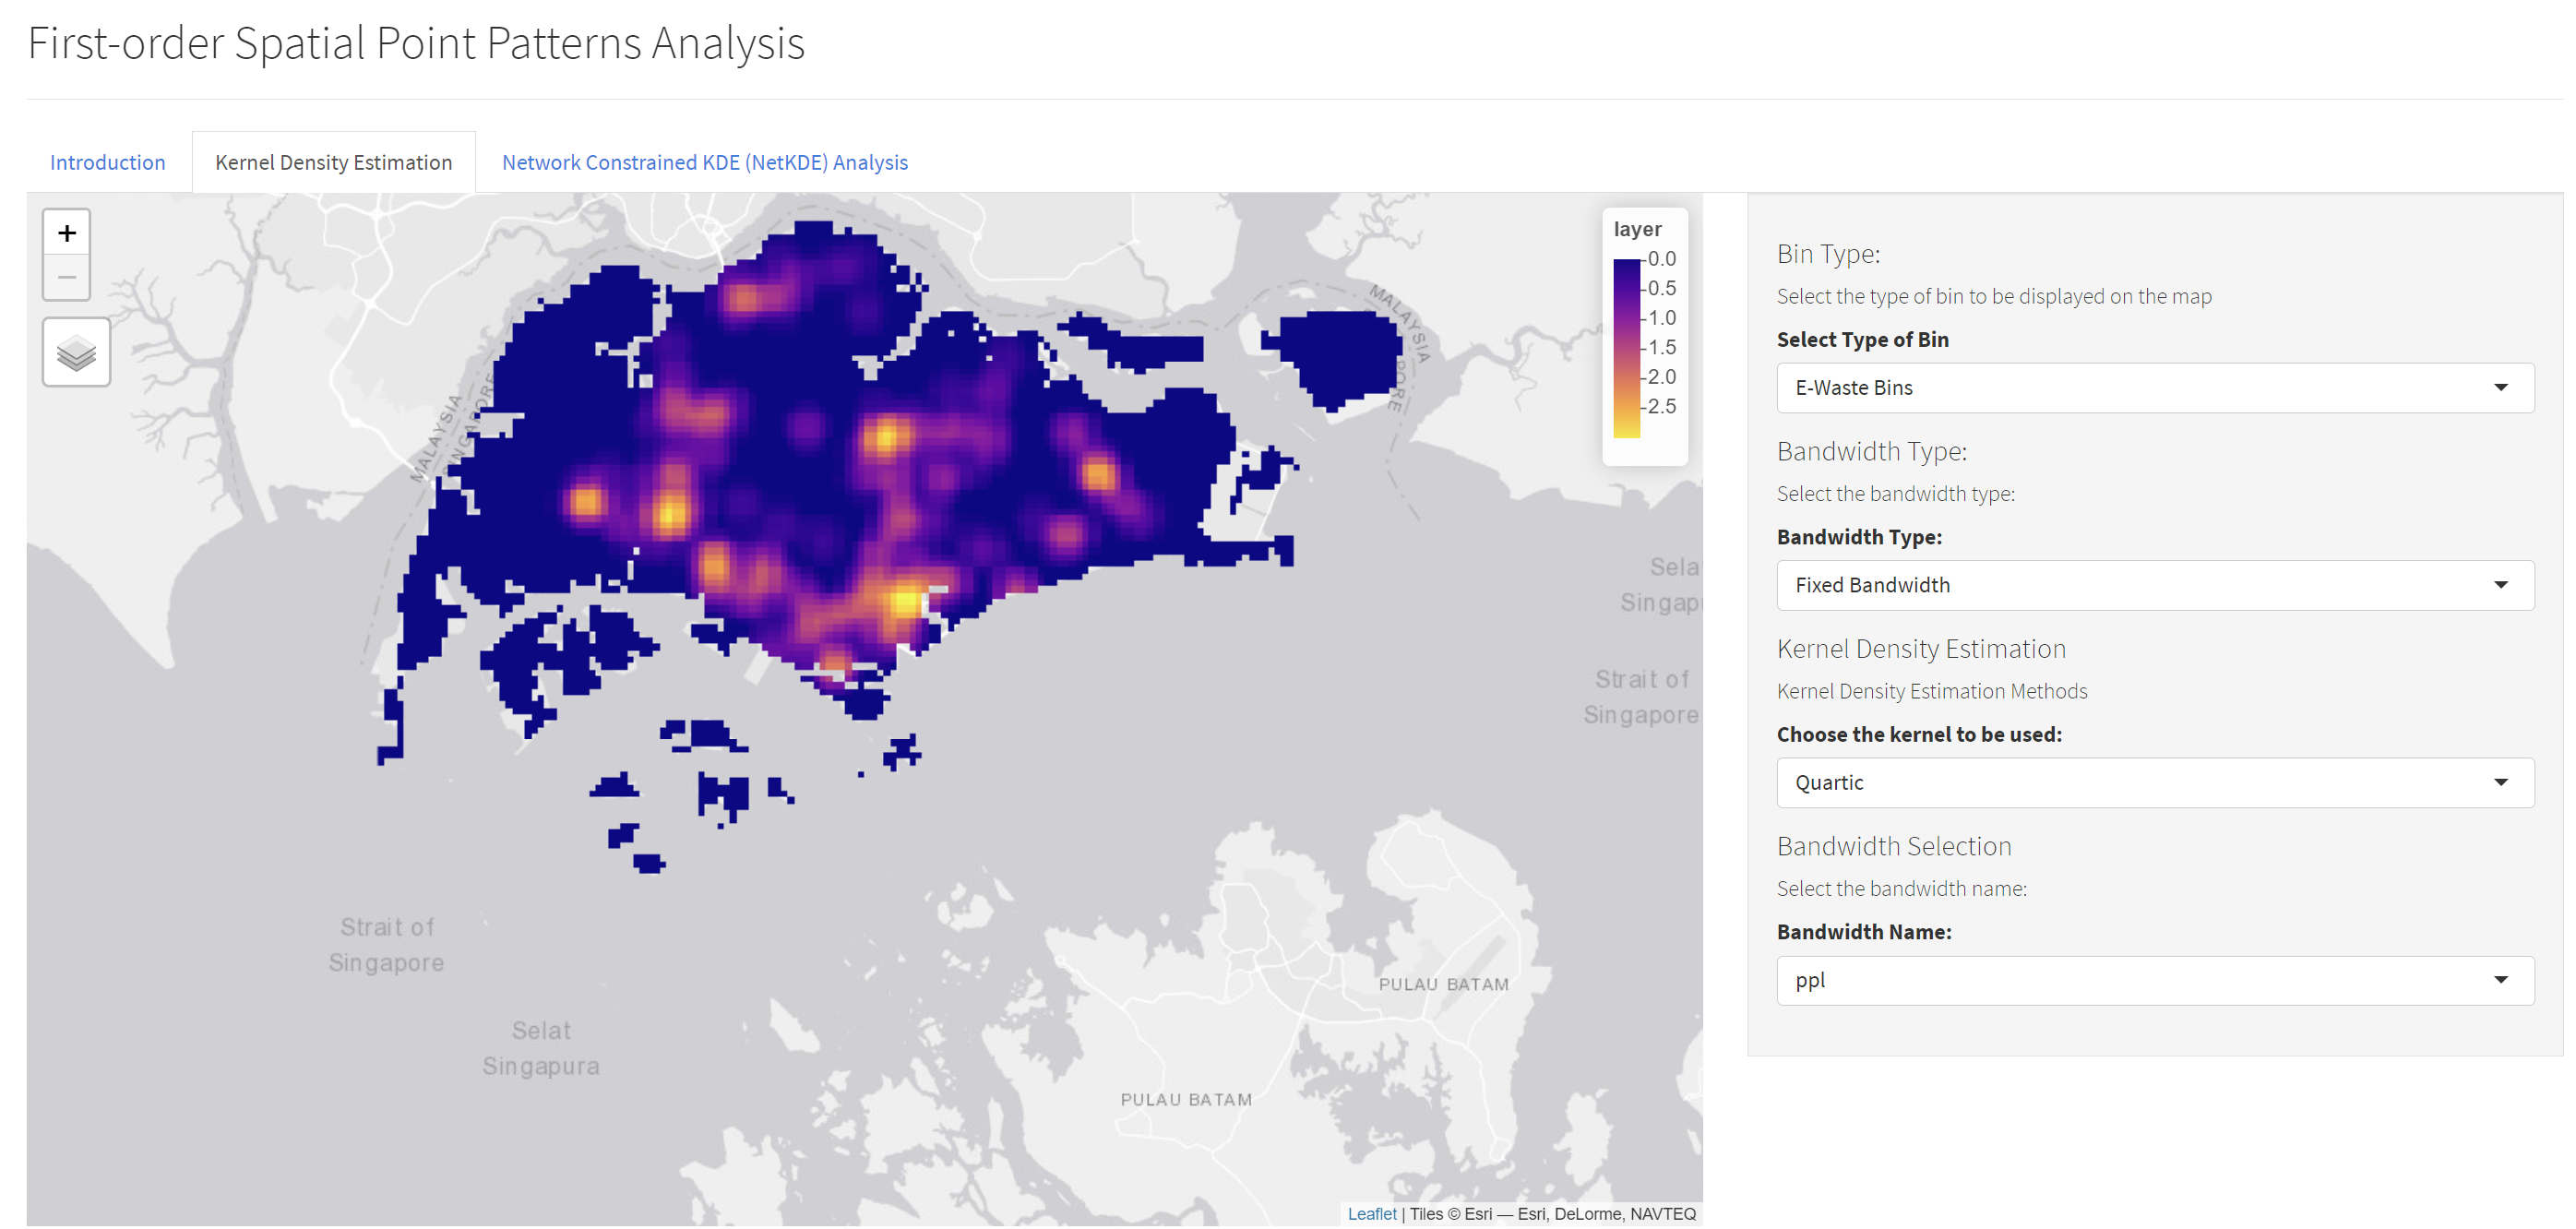 First-order Spatial Point Patterns Analysis
Introduction
Kernel Density Estimation
Network Constrained KDE (NetKDE) Analysis
+
−
layer
0.0
0.5
1.0
1.5
2.0
2.5
MALAYSIA
MALAYSIA
SINGAPORE
PORE
Sela
Singap
Strait of
Singapore
Strait of
Singapore
Selat
Singapura
PULAU BATAM
PULAU BATAM
Leaflet | Tiles © Esri — Esri, DeLorme, NAVTEQ
Bin Type:
Select the type of bin to be displayed on the map
Select Type of Bin
E-Waste Bins
Bandwidth Type:
Select the bandwidth type:
Bandwidth Type:
Fixed Bandwidth
Kernel Density Estimation
Kernel Density Estimation Methods
Choose the kernel to be used:
Quartic
Bandwidth Selection
Select the bandwidth name:
Bandwidth Name:
ppl